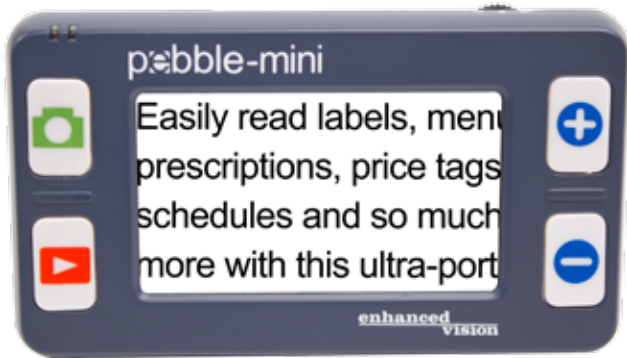 pebble-mini
Easily read labels, menu
prescriptions, price tags
schedules and so much
more with this ultra-port
enhanced
vision